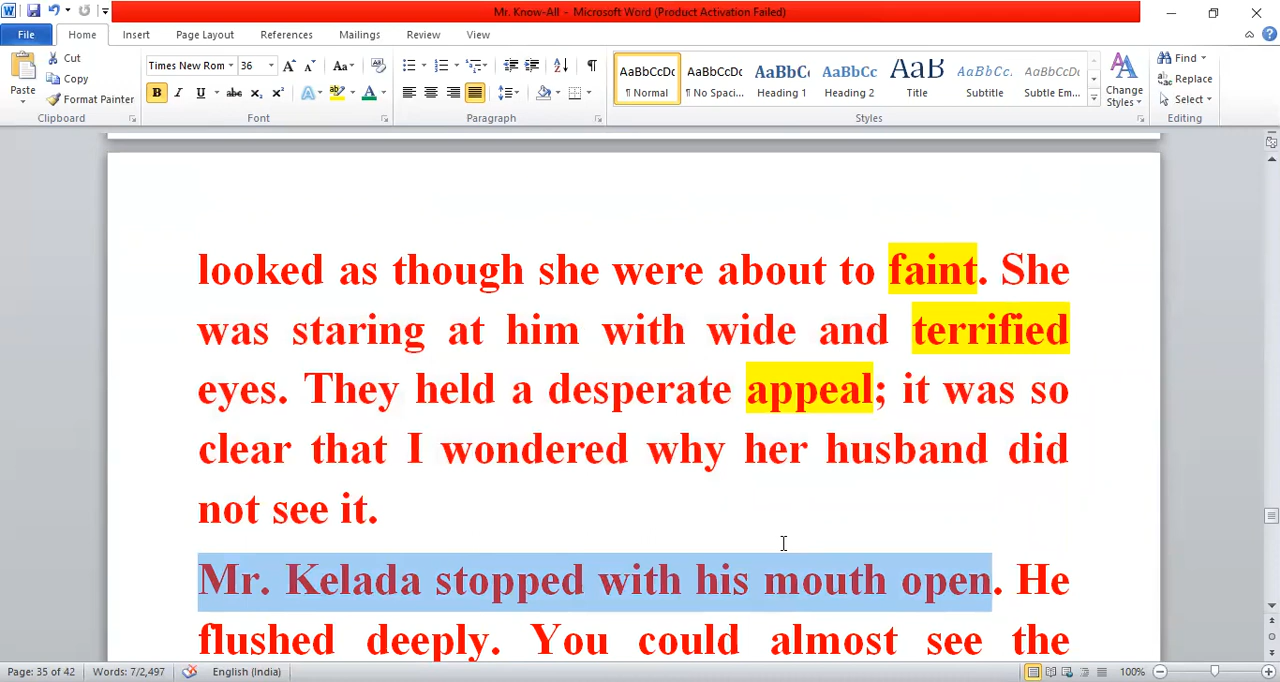 Mr. Know-All - Microsoft Word (Product Activation Failed)
File Home Insert Page Layout References Mailings Review View
Cut
Copy
Format Painter
Paste
Clipboard
Times New Rom 36
Font
Paragraph
AaBbCcDc AaBbCcDc AaBbC AaBbCc AaB AaBbCc. AaBbCcDc
¶ Normal ¶ No Spaci... Heading 1 Heading 2 Title Subtitle Subtle Em...
Styles
Change
Styles
Find
Replace
Select
Editing
looked as though she were about to faint. She
was staring at him with wide and terrified
eyes. They held a desperate appeal; it was so
clear that I wondered why her husband did
not see it.
Mr. Kelada stopped with his mouth open. He
flushed deeply. You could almost see the
Page: 35 of 42 Words: 7/2,497 English (India) 100%